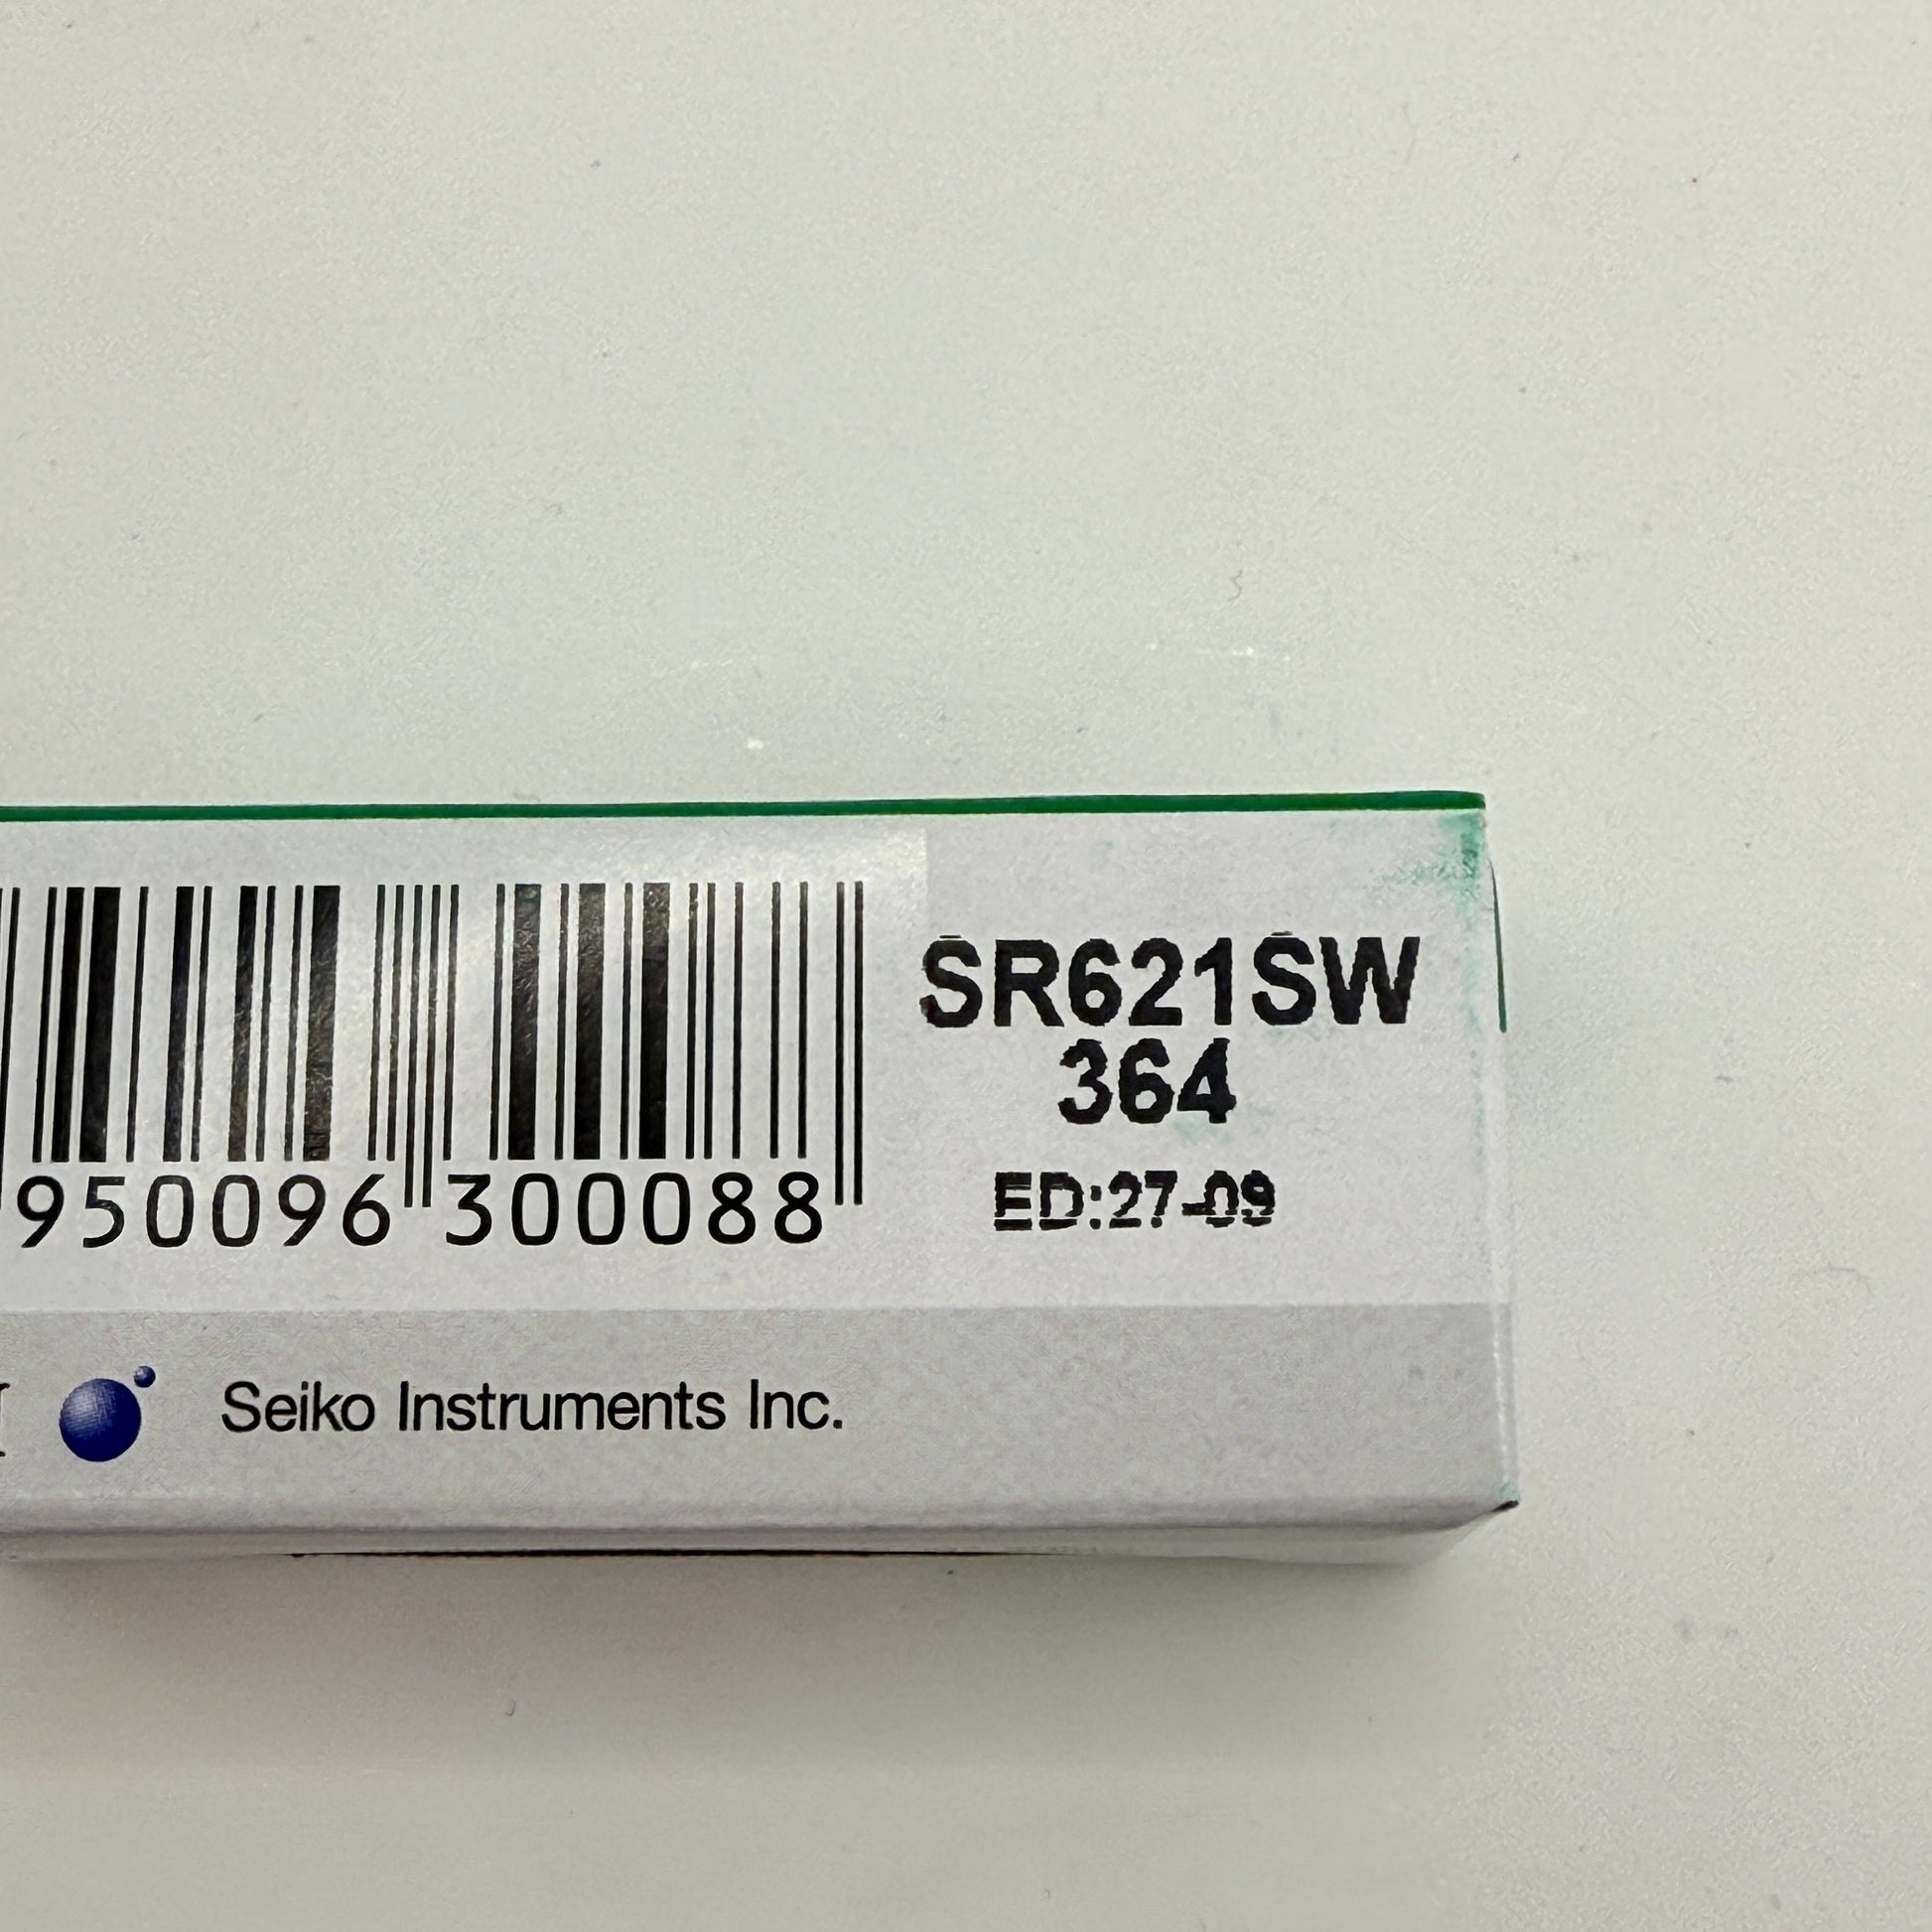 SR621SW
364
950096 300088
ED:27-09
Seiko Instruments Inc.